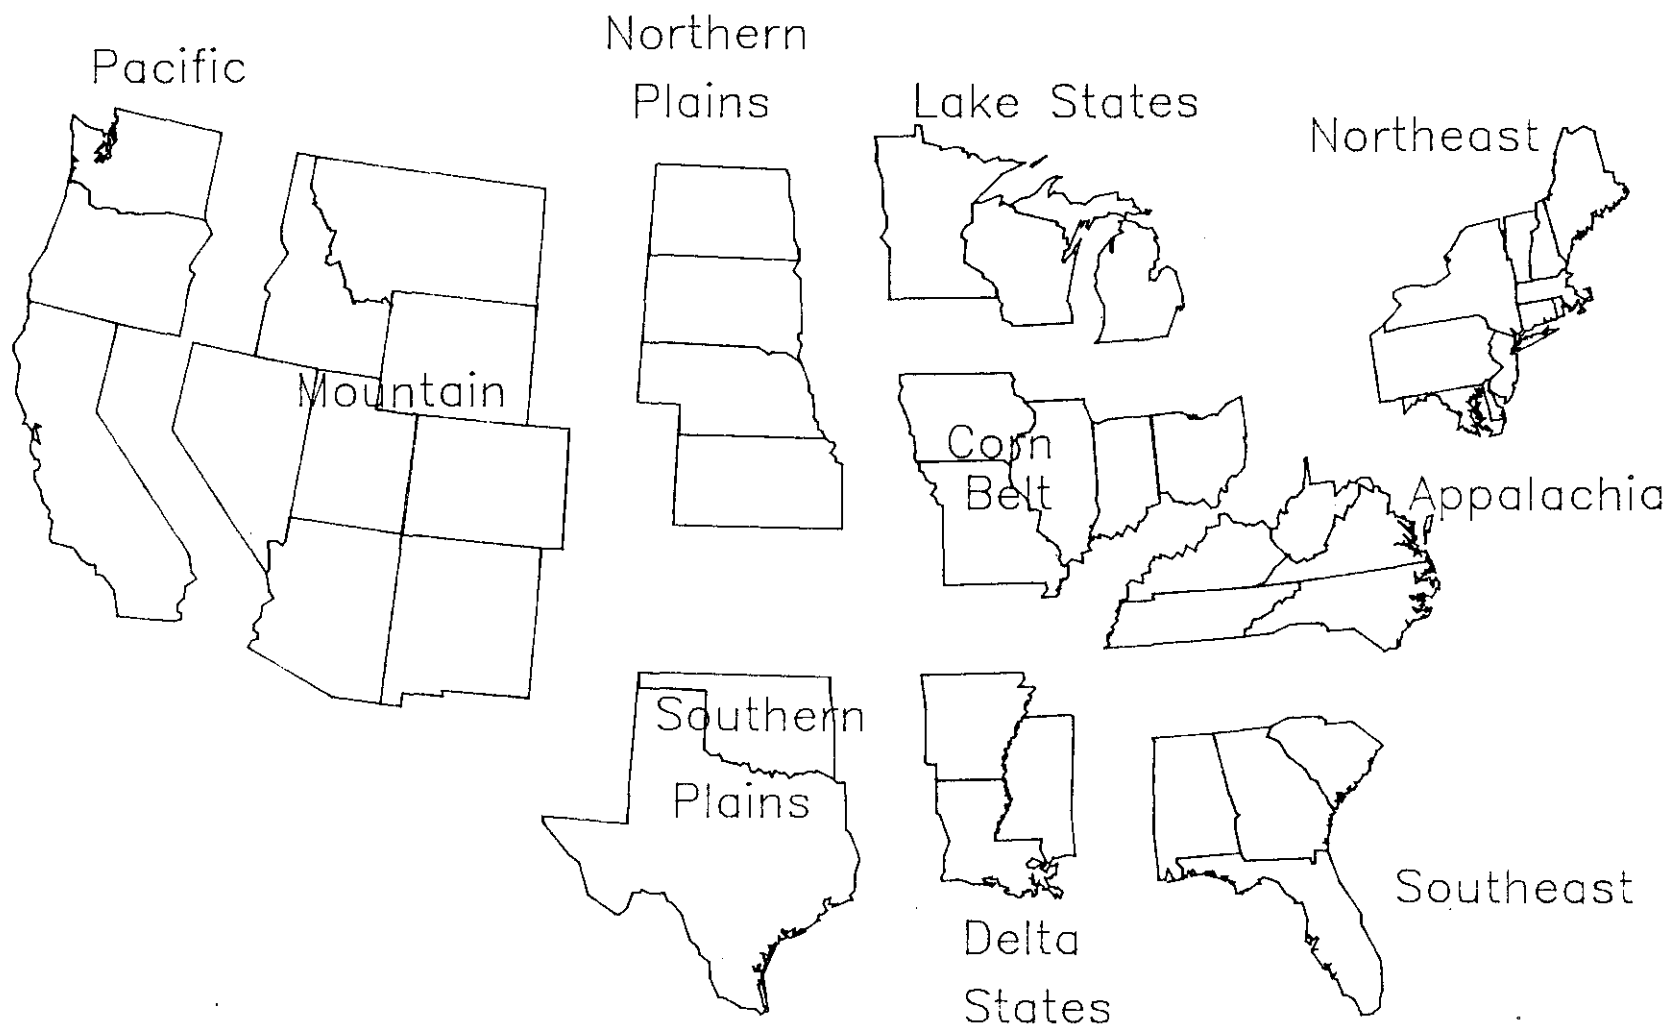 Pacific
Northern
Plains
Lake States
Northeast
Mountain
Corn
Belt
Appalachia
Southern
Plains
Delta
States
Southeast